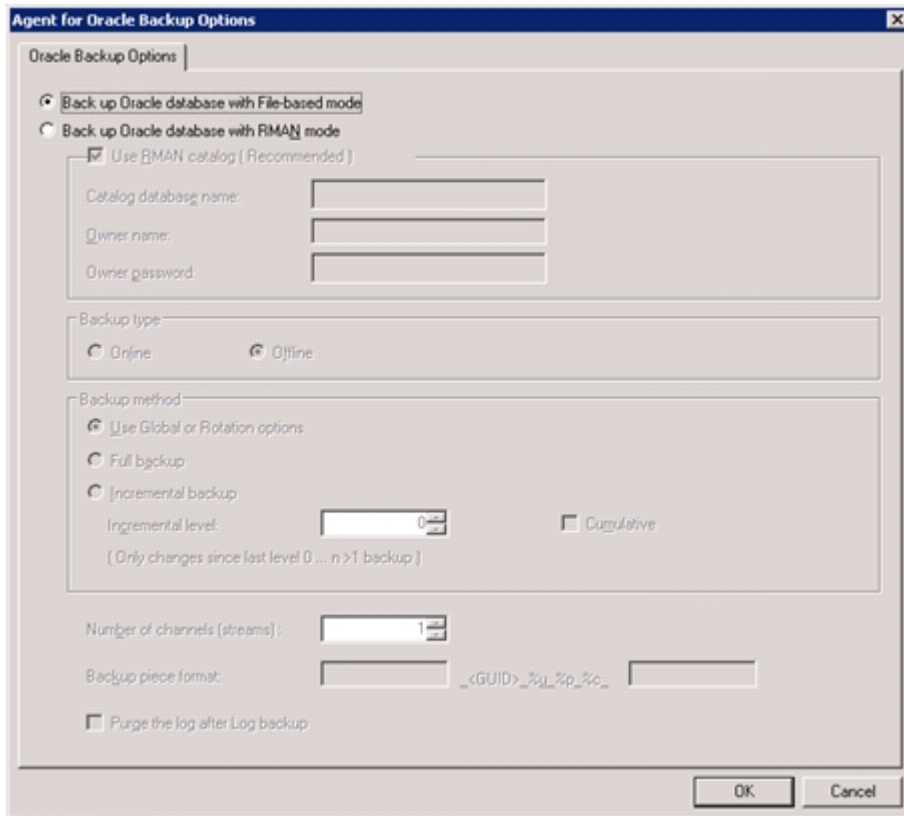 Agent for Oracle Backup Options
Oracle Backup Options
Back up Oracle database with File-based mode
Back up Oracle database with RMAN mode
Use RMAN catalog ( Recommended )
Catalog database name:
Owner name:
Owner password:
Backup type
Online Offline
Backup method
Use Global or Rotation options
Full backup
Incremental backup
Incremental level: 0 Cumulative
( Only changes since last level 0 ... n >1 backup )
Number of channels (streams) : 1
Backup piece format: _<GUID>_%u_%p_%c_
Purge the log after Log backup
OK Cancel